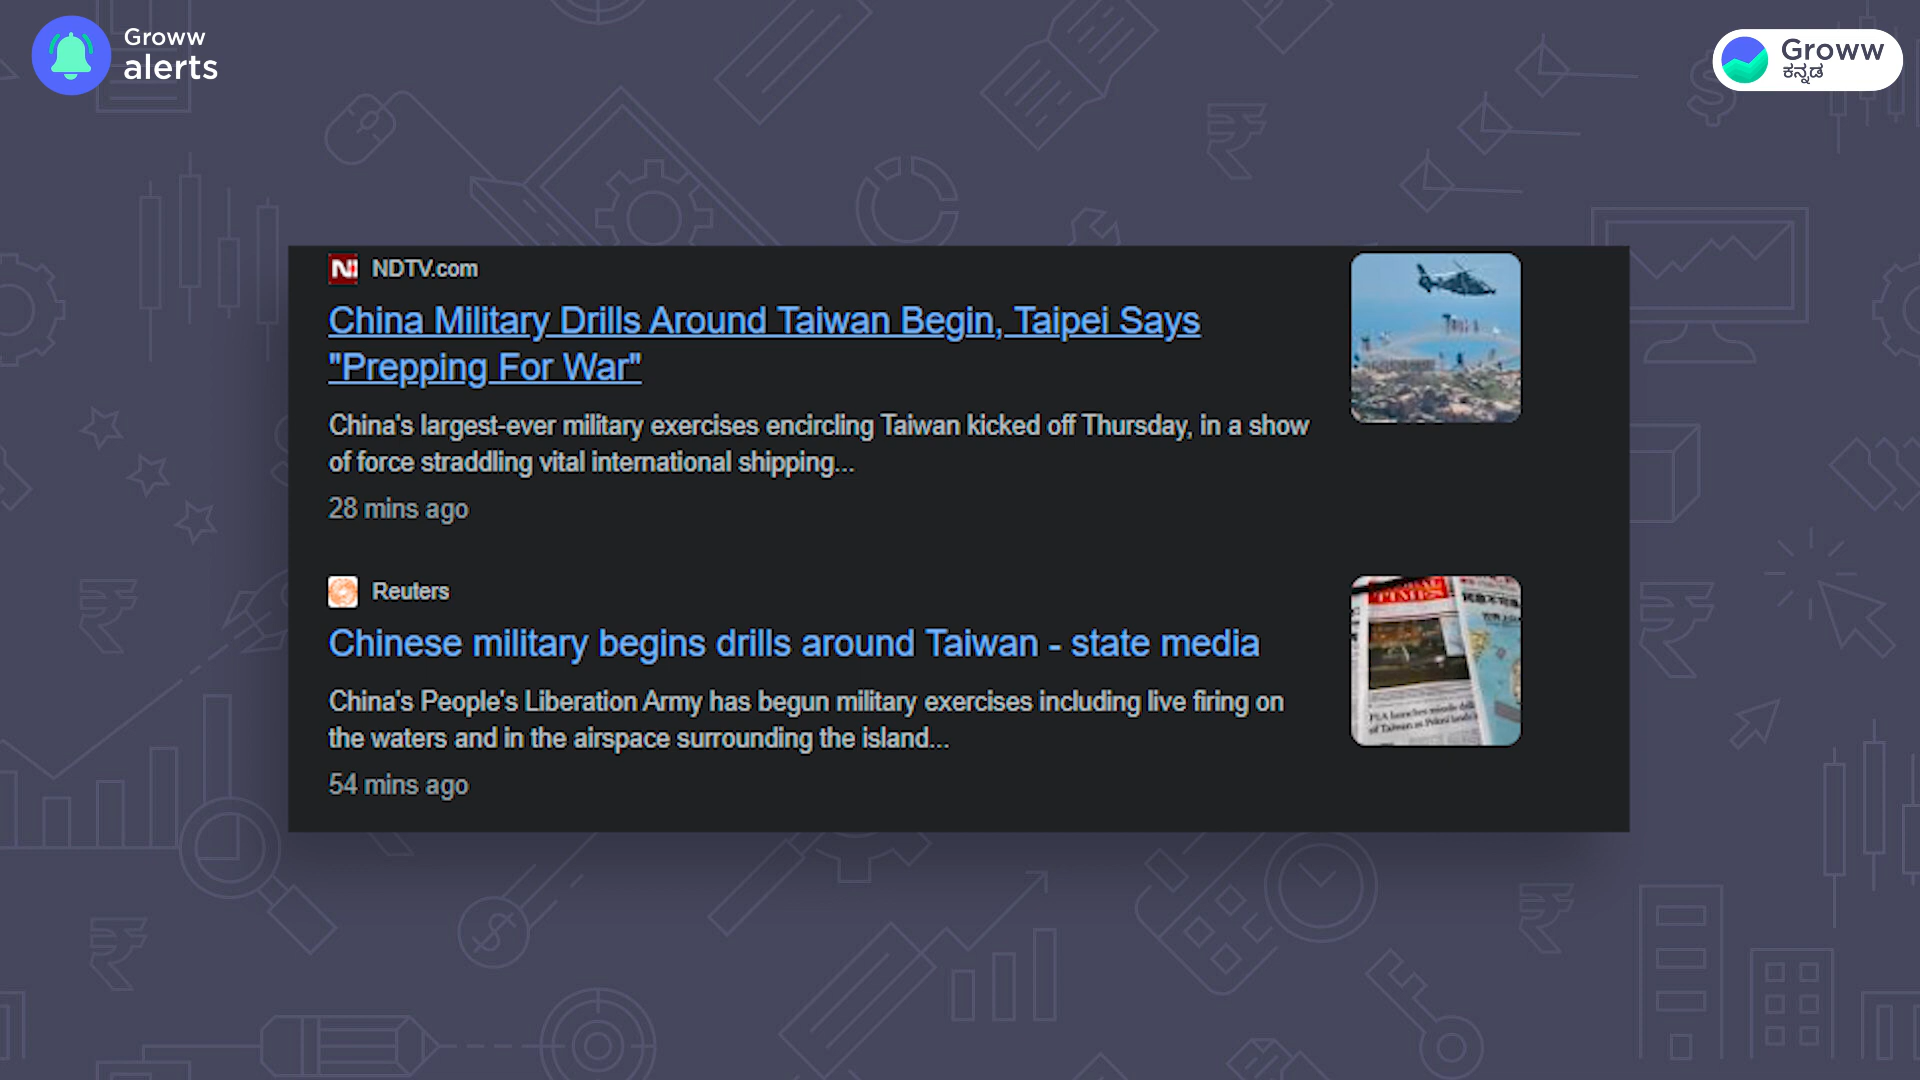 Groww
alerts
Groww
ಕನ್ನಡ
NDTV.com
China Military Drills Around Taiwan Begin, Taipei Says
"Prepping For War"
China's largest-ever military exercises encircling Taiwan kicked off Thursday, in a show
of force straddling vital international shipping...
28 mins ago
Reuters
Chinese military begins drills around Taiwan - state media
China's People's Liberation Army has begun military exercises including live firing on
the waters and in the airspace surrounding the island...
54 mins ago
TIMES